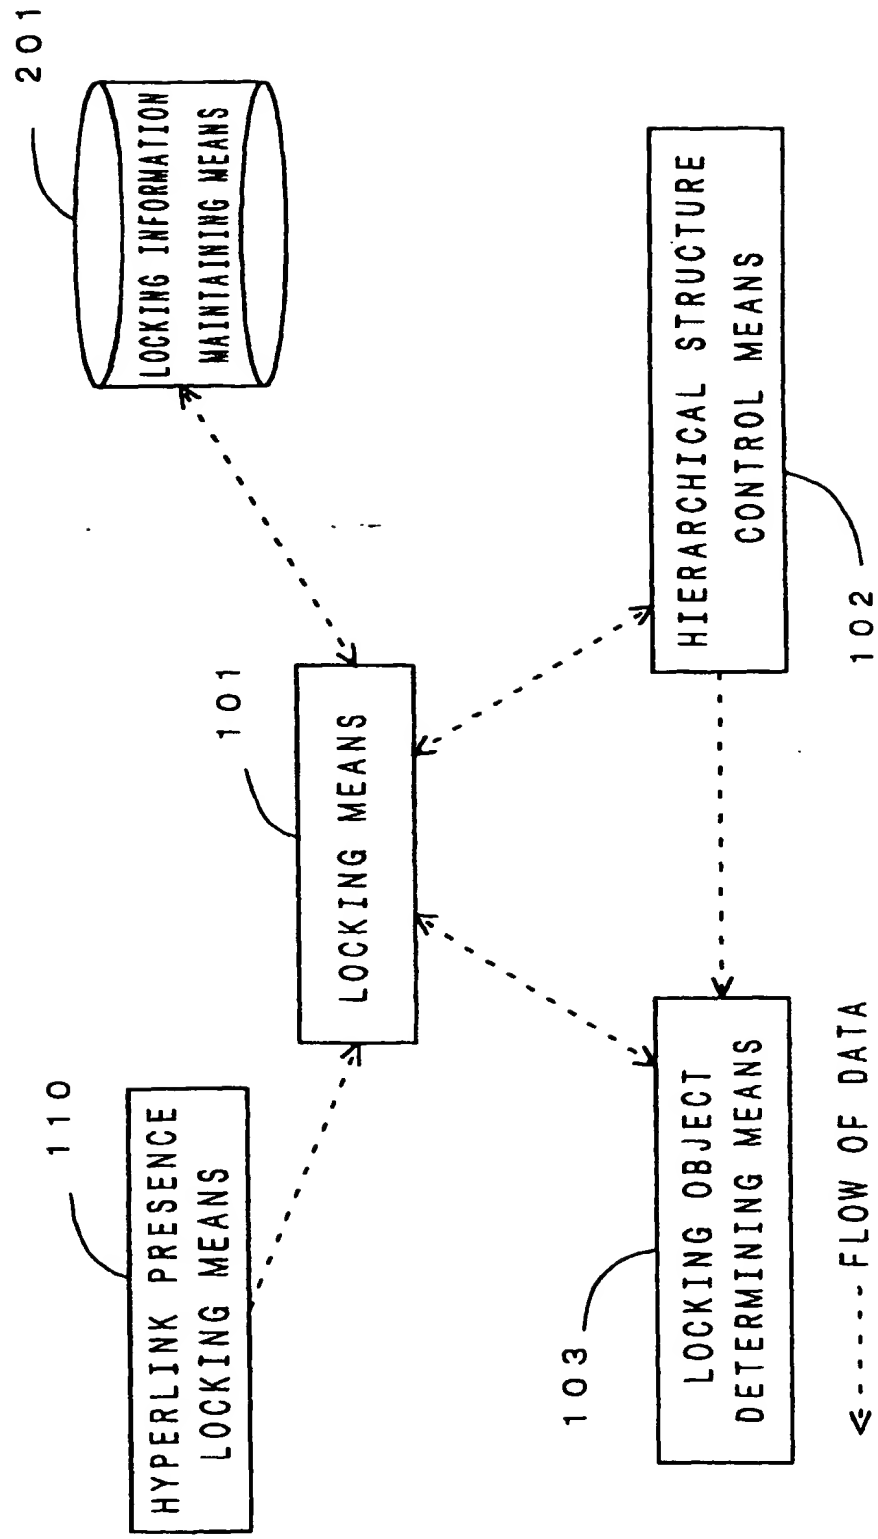 110
HYPERLINK PRESENCE
LOCKING MEANS
101
LOCKING MEANS
201
LOCKING INFORMATION
MAINTAINING MEANS
103
LOCKING OBJECT
DETERMINING MEANS
HIERARCHICAL STRUCTURE
CONTROL MEANS
102
FLOW OF DATA